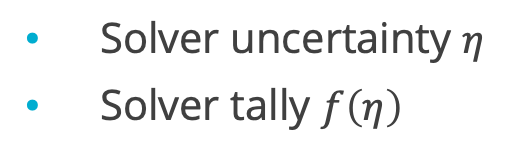 • Solver uncertainty η
• Solver tally f(η)